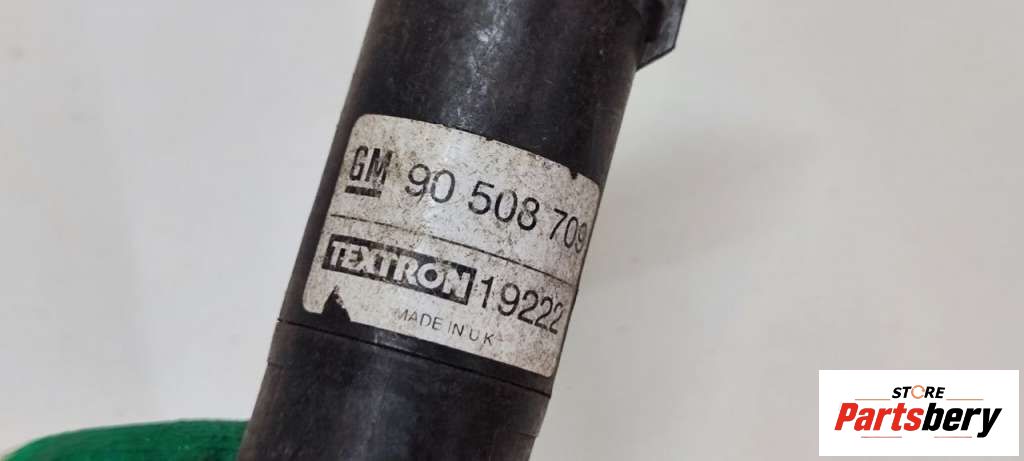 GM 90 508 709
TEXTRON 19222
MADE IN UK
STORE
Partsbery